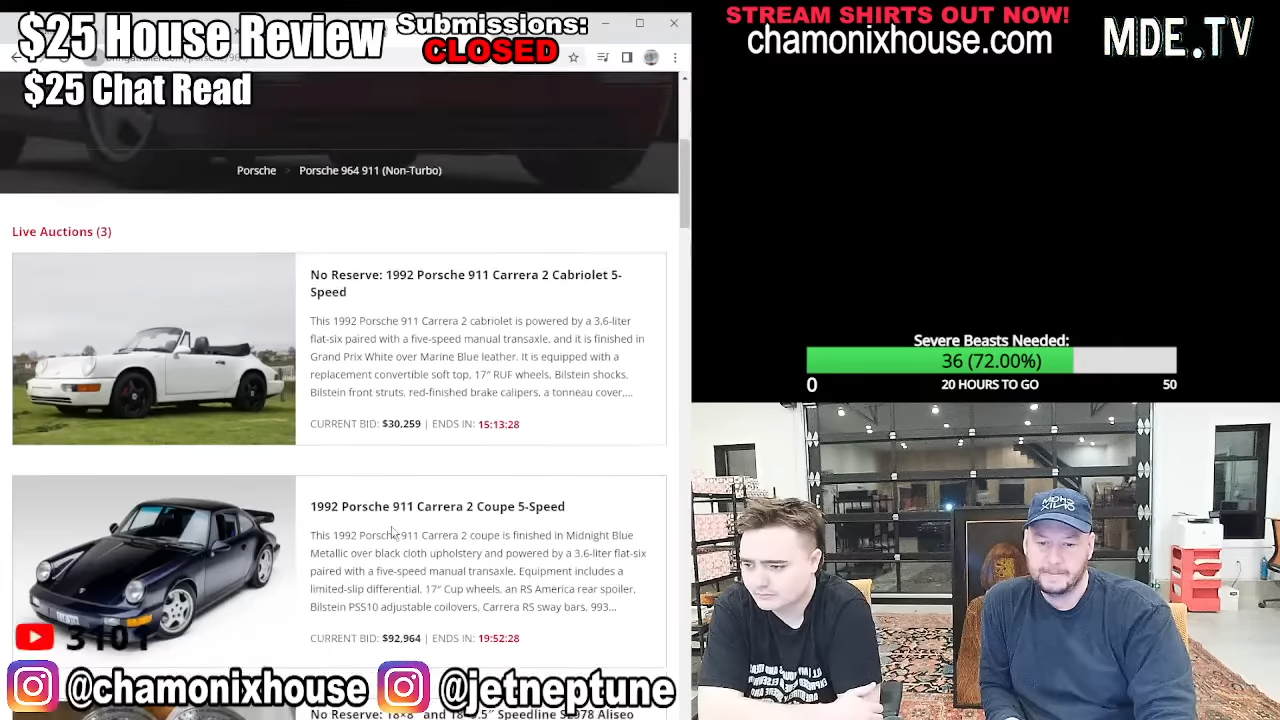 $25 House Review
Submissions:
CLOSED
$25 Chat Read
STREAM SHIRTS OUT NOW!
chamonixhouse.com
MDE.TV
Porsche > Porsche 964 911 (Non-Turbo)
Live Auctions (3)
No Reserve: 1992 Porsche 911 Carrera 2 Cabriolet 5-
Speed
This 1992 Porsche 911 Carrera 2 cabriolet is powered by a 3.6-liter
flat-six paired with a five-speed manual transaxle, and it is finished in
Grand Prix White over Marine Blue leather. It is equipped with a
replacement convertible soft top, 17″ RUF wheels, Bilstein shocks,
Bilstein front struts, red-finished brake calipers, a tonneau cover,...
CURRENT BID: $30,259 | ENDS IN: 15:13:28
1992 Porsche 911 Carrera 2 Coupe 5-Speed
This 1992 Porsche 911 Carrera 2 coupe is finished in Midnight Blue
Metallic over black cloth upholstery and powered by a 3.6-liter flat-six
paired with a five-speed manual transaxle. Equipment includes a
limited-slip differential, 17″ Cup wheels, an RS America rear spoiler,
Bilstein PSS10 adjustable coilovers, Carrera RS sway bars, 993...
CURRENT BID: $92,964 | ENDS IN: 19:52:28
No Reserve:
Speedline
Aliseo
@chamonixhouse
@jetneptune
Severe Beasts Needed:
36 (72.00%)
0
20 HOURS TO GO
50